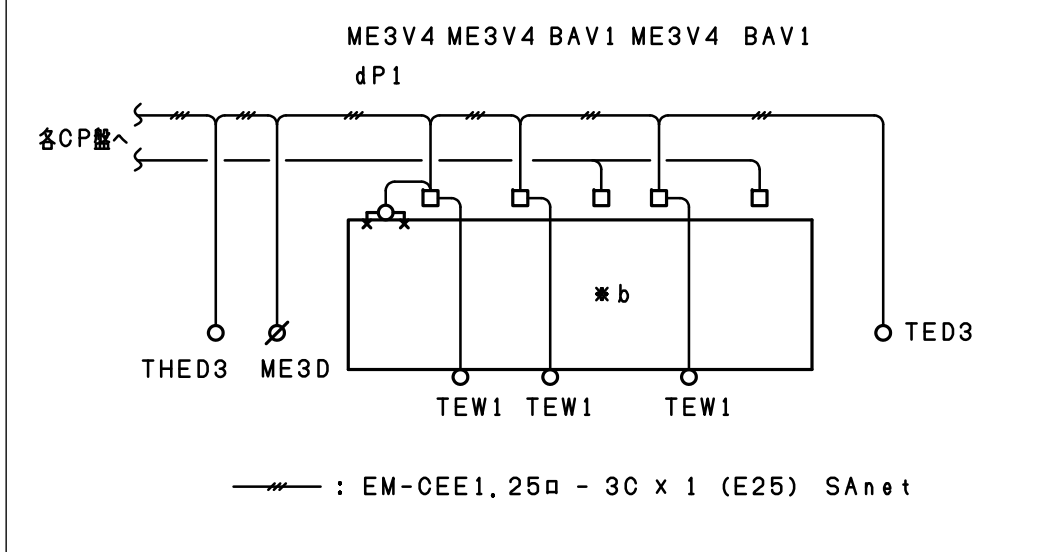 ME3V4 ME3V4 BAV1 ME3V4 BAV1
dP1
各CP盤へ
※b
TED3
THED3 ME3D
TEW1 TEW1 TEW1
: EM-CEE1.25□ - 3C × 1 (E25) SAnet